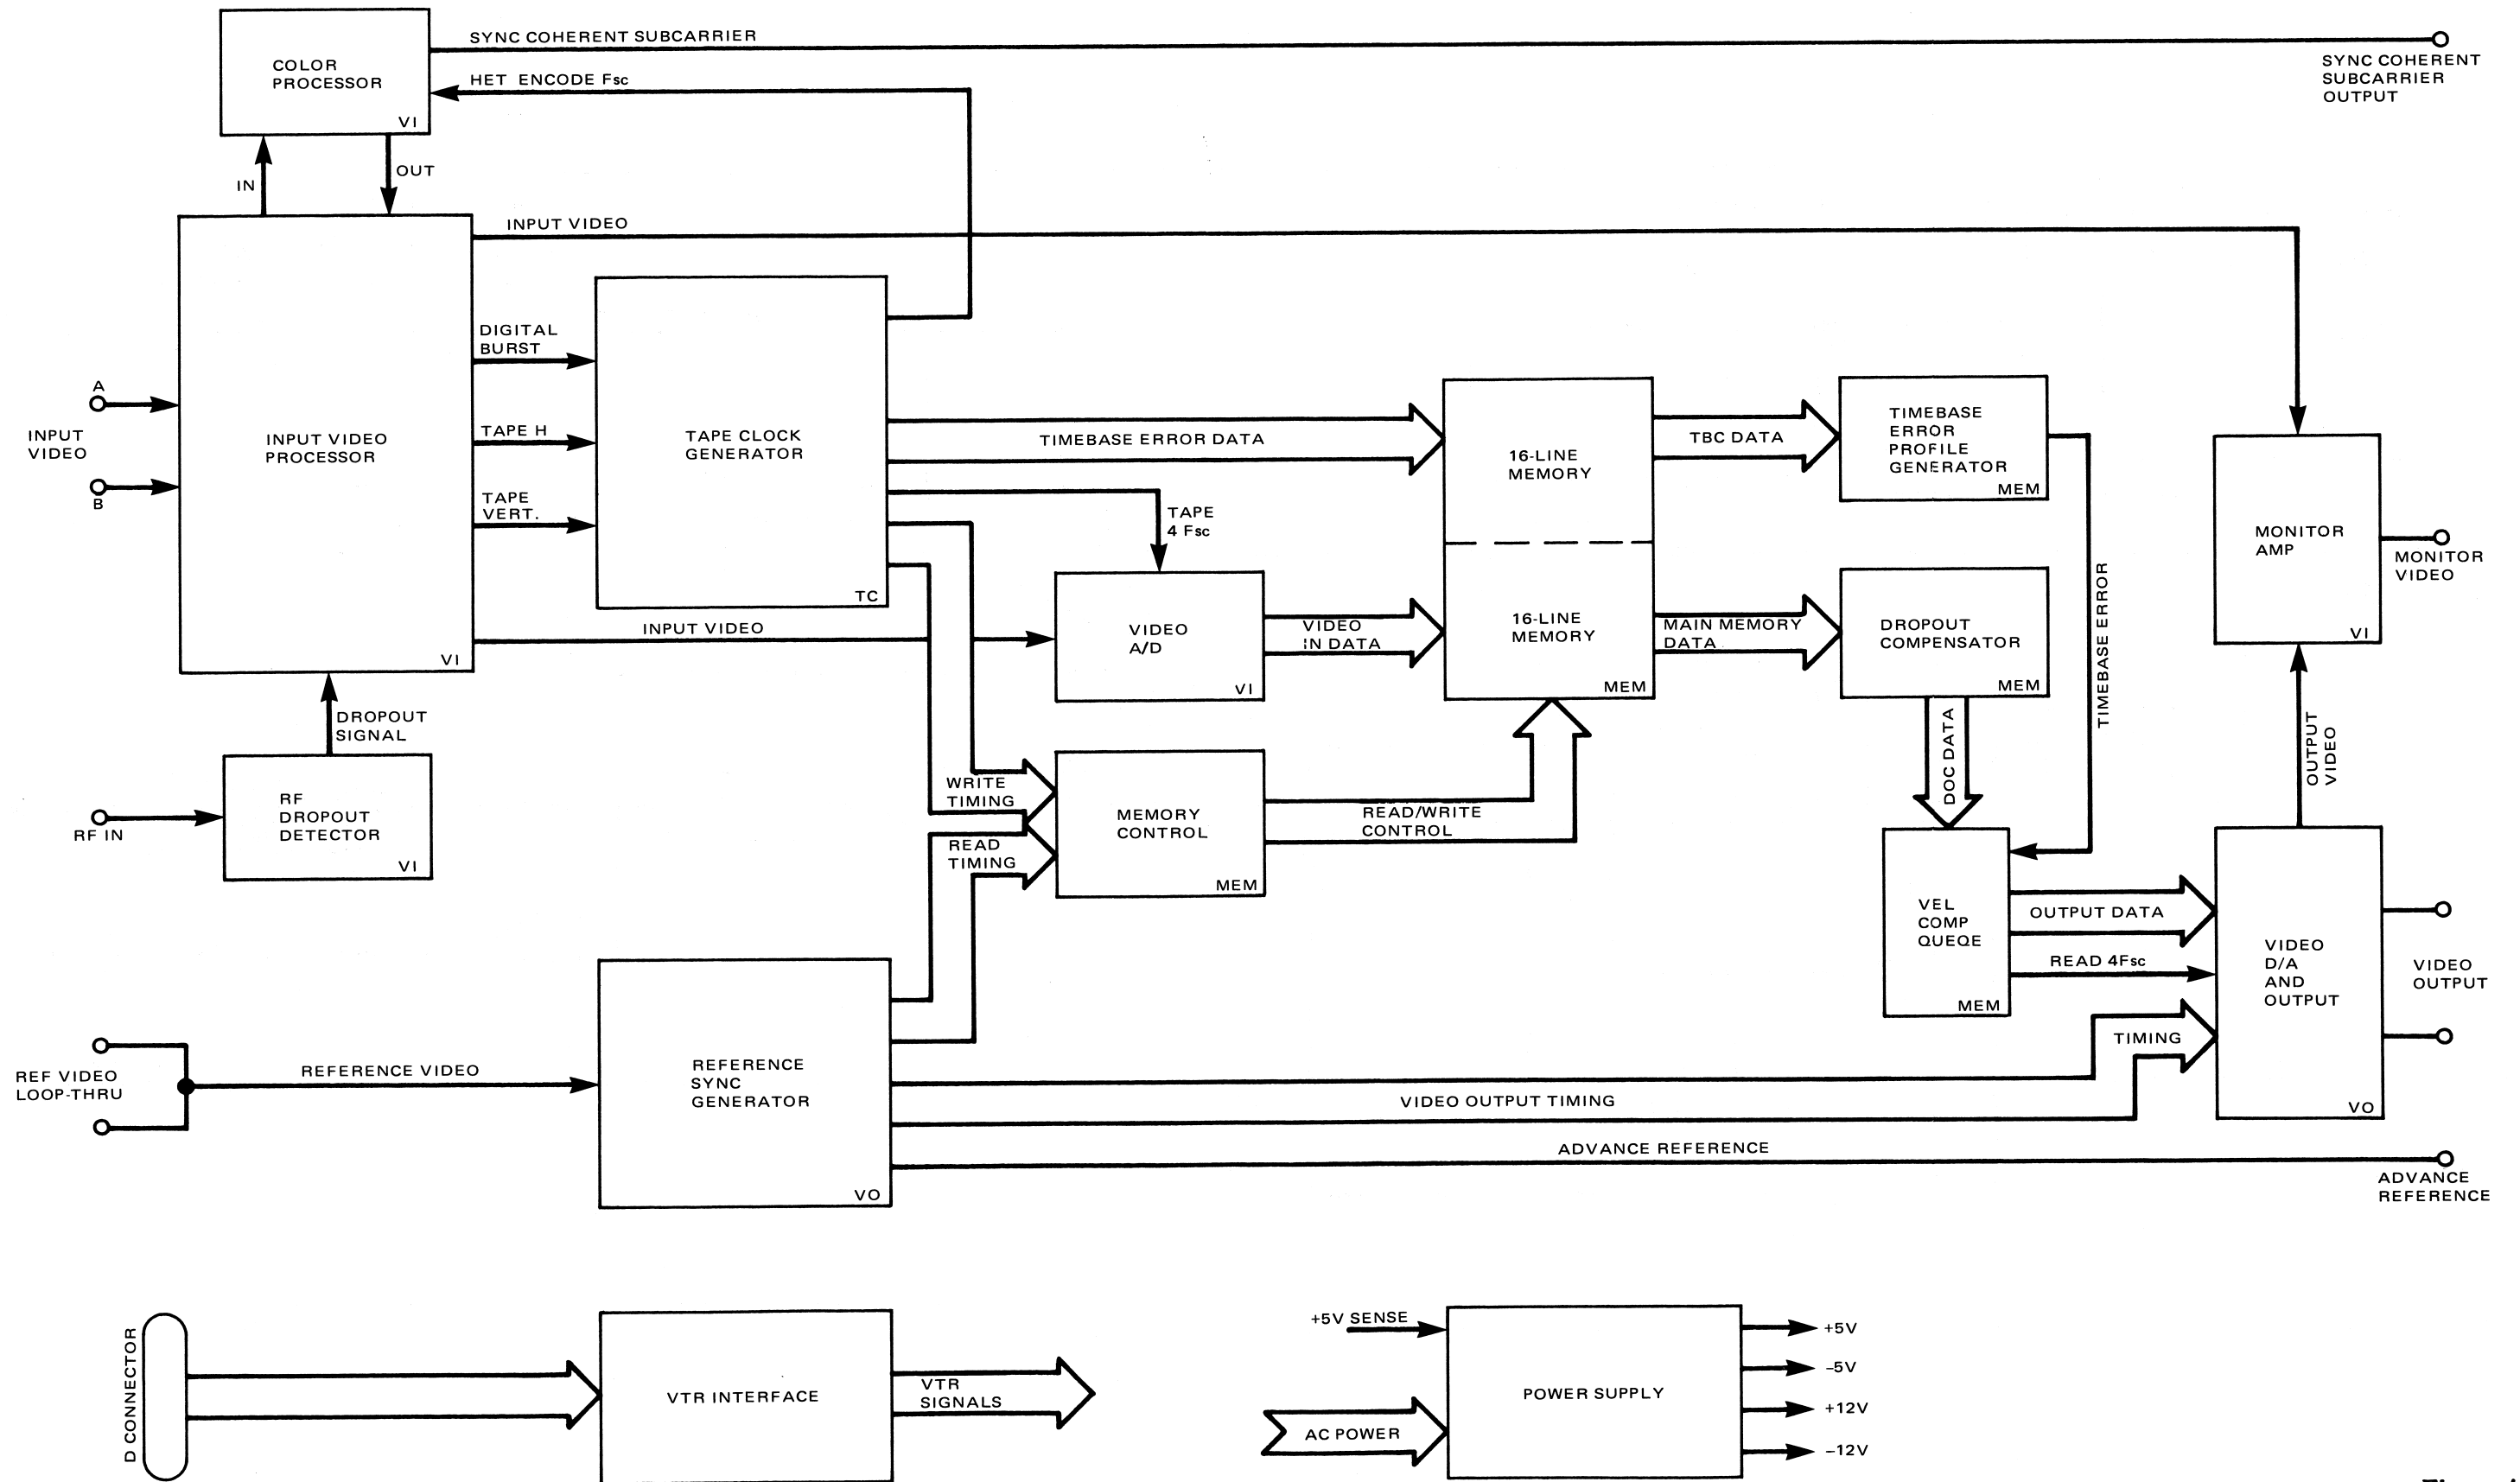 SYNC COHERENT SUBCARRIER
SYNC COHERENT
SUBCARRIER
OUTPUT
COLOR
PROCESSOR
VI
HET ENCODE Fsc
IN
OUT
INPUT VIDEO
DIGITAL
BURST
TAPE H
TAPE
VERT.
A
INPUT
VIDEO
B
INPUT VIDEO
PROCESSOR
VI
TAPE CLOCK
GENERATOR
TC
TIMEBASE ERROR DATA
TAPE
4 Fsc
16-LINE
MEMORY
16-LINE
MEMORY
MEM
TBC DATA
TIMEBASE
ERROR
PROFILE
GENERATOR
MEM
MONITOR
AMP
VI
MONITOR
VIDEO
INPUT VIDEO
VIDEO
A/D
VI
VIDEO
IN DATA
MAIN MEMORY
DATA
DROPOUT
COMPENSATOR
MEM
TIMEBASE ERROR
DROPOUT
SIGNAL
RF IN
RF
DROPOUT
DETECTOR
VI
WRITE
TIMING
READ
TIMING
MEMORY
CONTROL
MEM
READ/WRITE
CONTROL
DOC DATA
OUTPUT
VIDEO
VEL
COMP
QUEQE
MEM
OUTPUT DATA
READ 4Fsc
TIMING
VIDEO
D/A
AND
OUTPUT
VO
VIDEO
OUTPUT
REF VIDEO
LOOP-THRU
REFERENCE VIDEO
REFERENCE
SYNC
GENERATOR
VO
VIDEO OUTPUT TIMING
ADVANCE REFERENCE
ADVANCE
REFERENCE
D CONNECTOR
VTR INTERFACE
VTR
SIGNALS
+5V SENSE
AC POWER
POWER SUPPLY
+5V
–5V
+12V
–12V